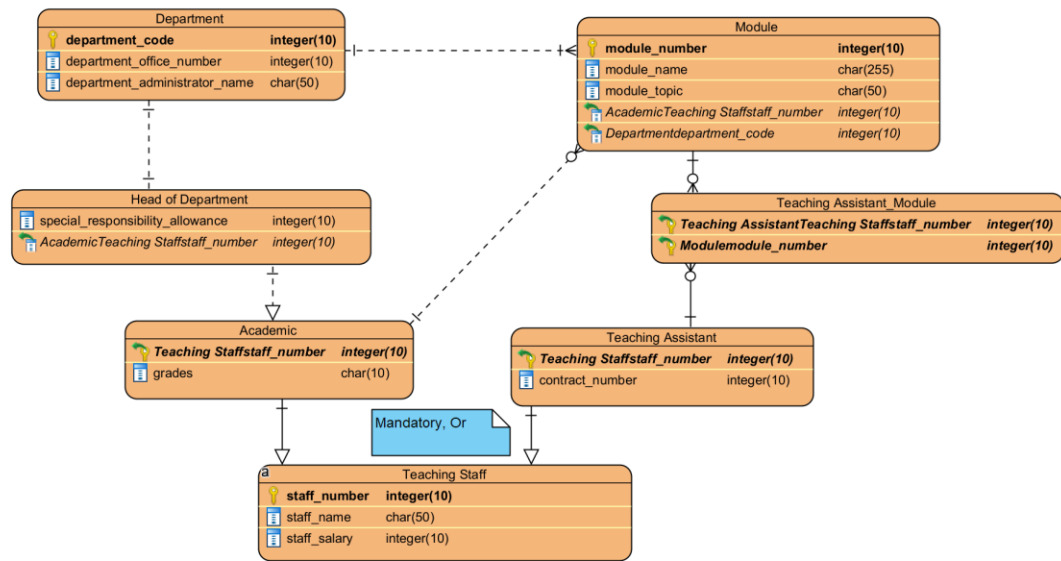 Department
department_code integer(10)
department_office_number integer(10)
department_administrator_name char(50)
Module
module_number integer(10)
module_name char(255)
module_topic char(50)
AcademicTeaching Staffstaff_number integer(10)
Departmentdepartment_code integer(10)
Head of Department
special_responsibility_allowance integer(10)
AcademicTeaching Staffstaff_number integer(10)
Teaching Assistant_Module
Teaching AssistantTeaching Staffstaff_number integer(10)
Modulemodule_number integer(10)
Academic
Teaching Staffstaff_number integer(10)
grades char(10)
Teaching Assistant
Teaching Staffstaff_number integer(10)
contract_number integer(10)
Mandatory, Or
a
Teaching Staff
staff_number integer(10)
staff_name char(50)
staff_salary integer(10)